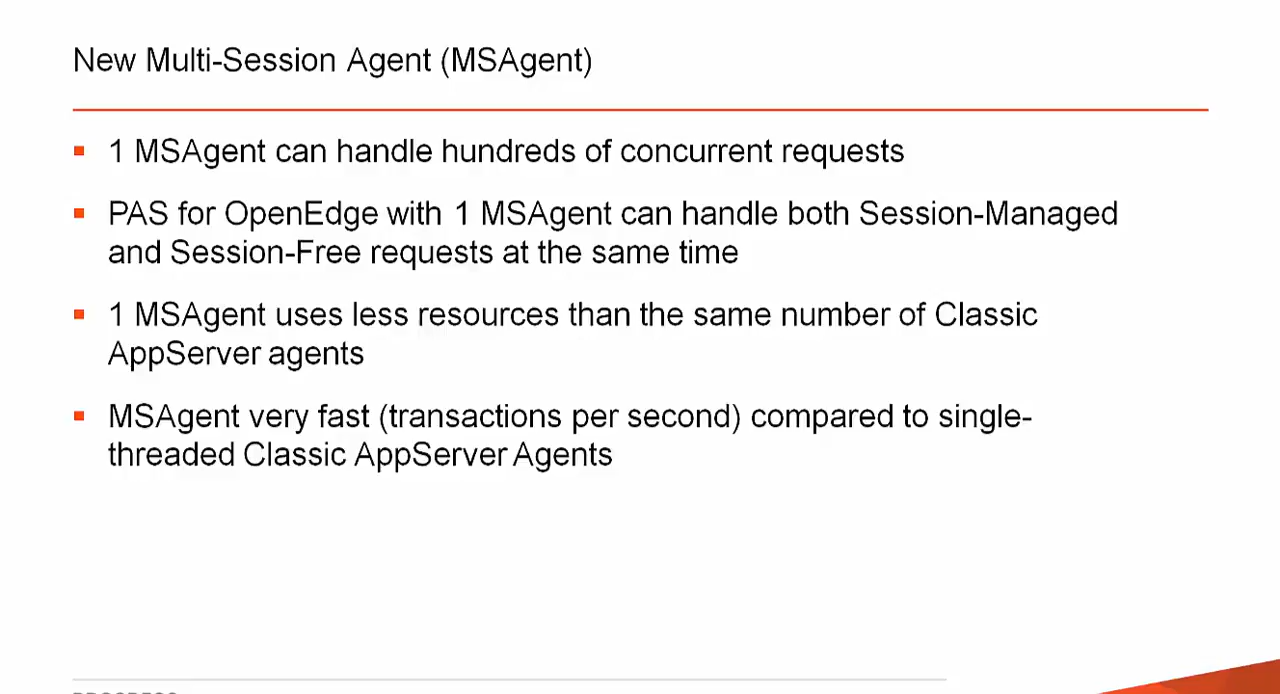 New Multi-Session Agent (MSAgent)
1 MSAgent can handle hundreds of concurrent requests
PAS for OpenEdge with 1 MSAgent can handle both Session-Managed
and Session-Free requests at the same time
1 MSAgent uses less resources than the same number of Classic
AppServer agents
MSAgent very fast (transactions per second) compared to single-
threaded Classic AppServer Agents